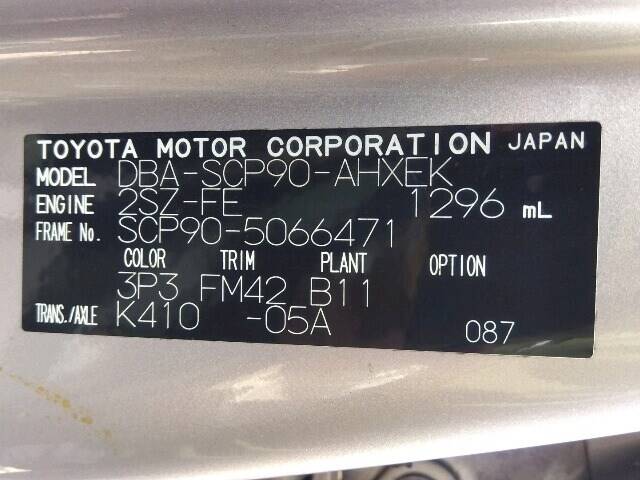 TOYOTA MOTOR CORPORATION JAPAN
MODEL DBA-SCP90-AHXEK
ENGINE 2SZ-FE 1296 mL
FRAME No. SCP90-5066471
COLOR TRIM PLANT OPTION
3P3 FM42 B11
TRANS./AXLE K410 -05A 087